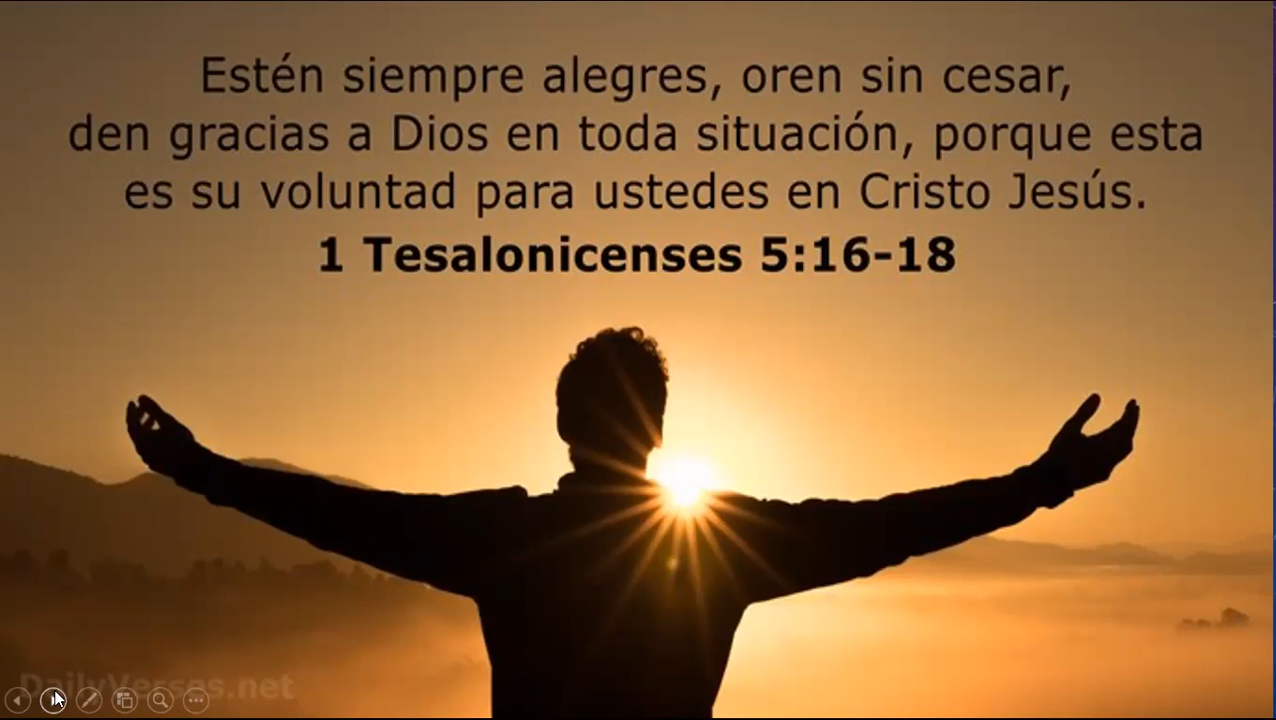 Estén siempre alegres, oren sin cesar,
den gracias a Dios en toda situación, porque esta
es su voluntad para ustedes en Cristo Jesús.
1 Tesalonicenses 5:16-18
DailyVerses.net